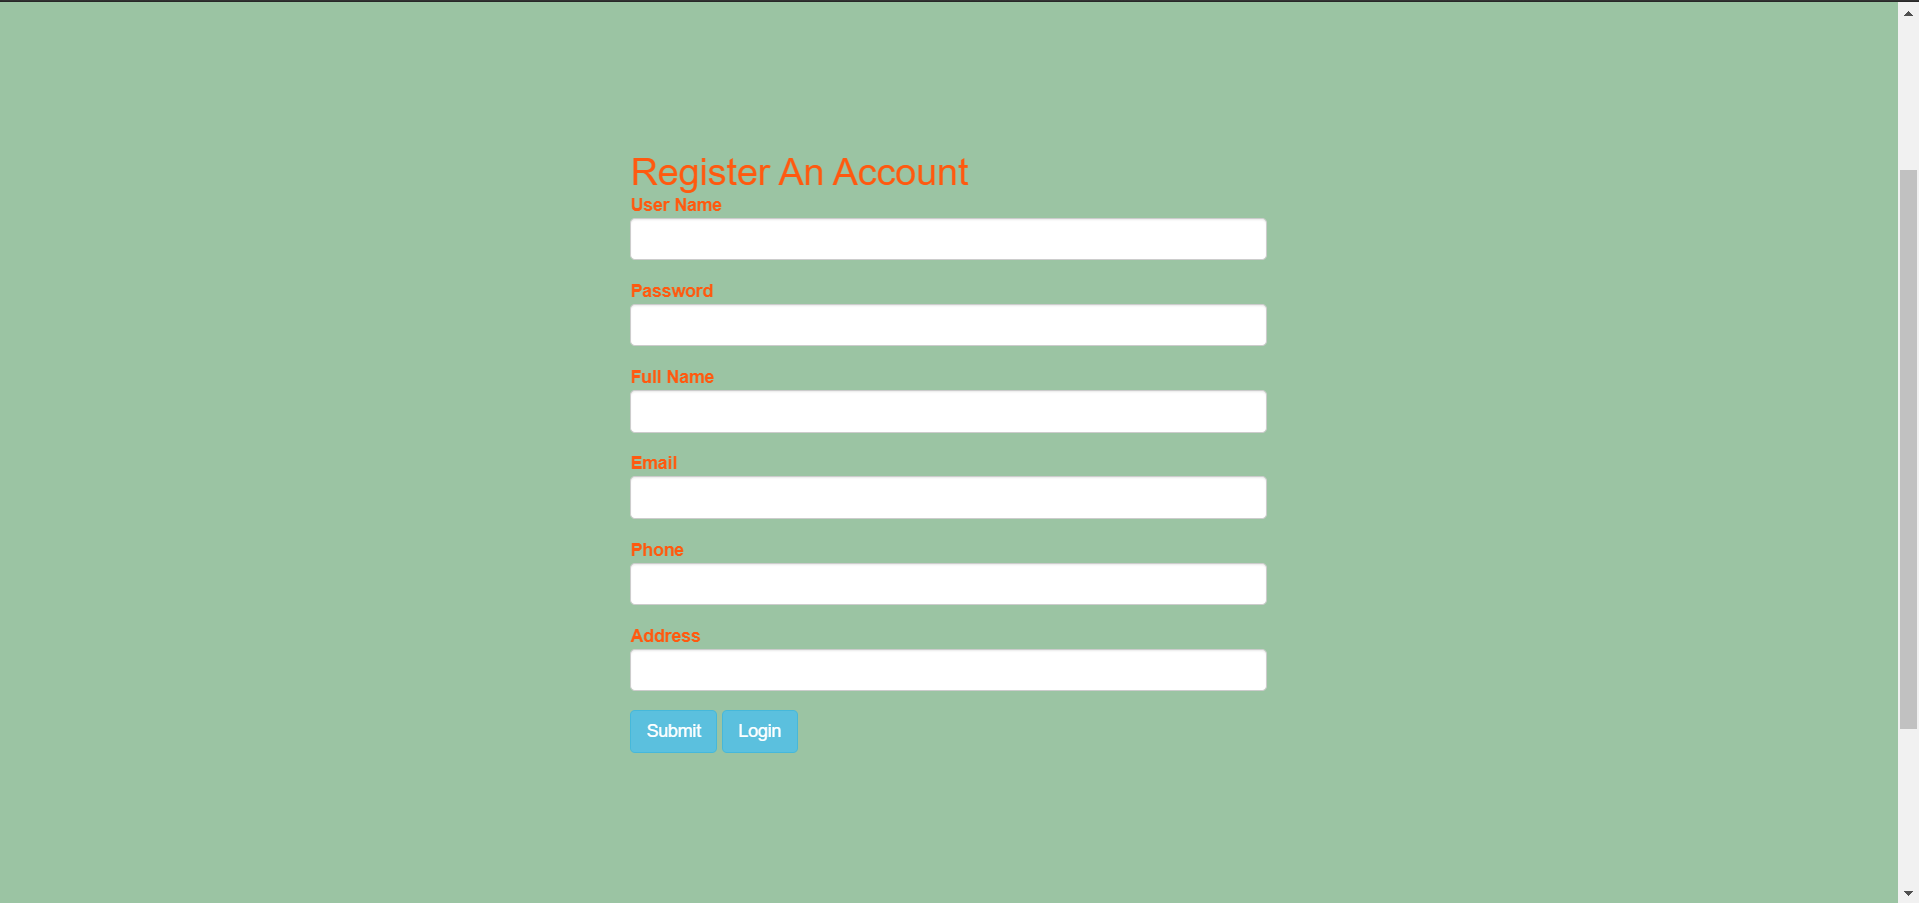 Register An Account
User Name
Password
Full Name
Email
Phone
Address
Submit Login